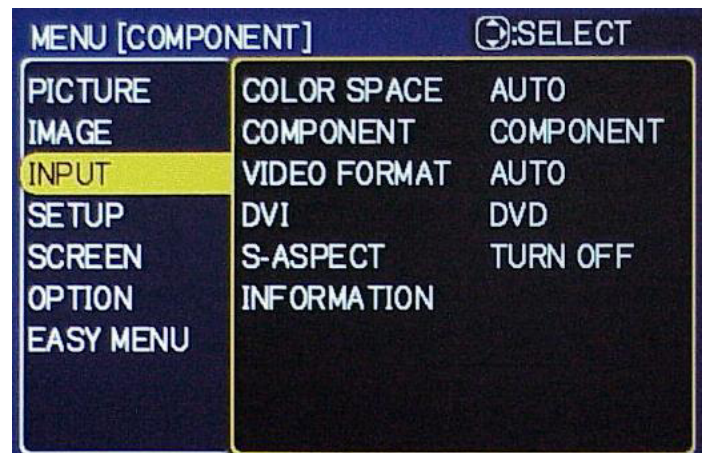 MENU [COMPONENT] :SELECT
PICTURE COLOR SPACE AUTO
IMAGE COMPONENT COMPONENT
INPUT VIDEO FORMAT AUTO
SETUP DVI DVD
SCREEN S-ASPECT TURN OFF
OPTION INFORMATION
EASY MENU